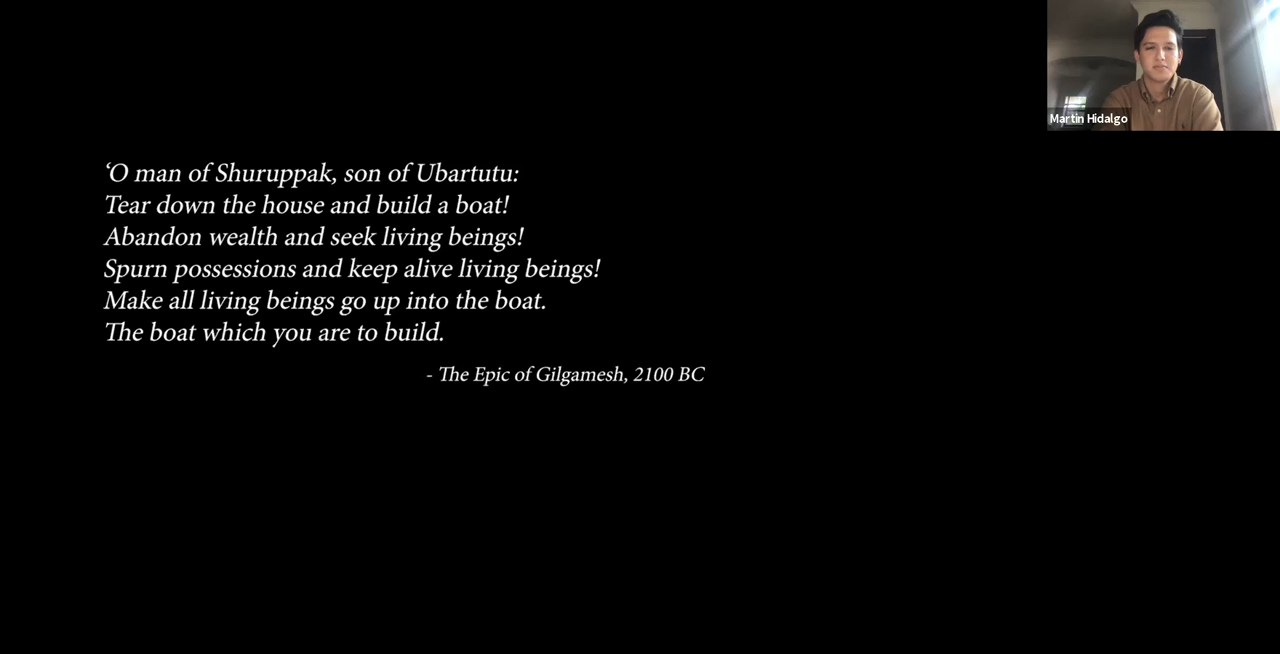 ‘O man of Shuruppak, son of Ubartutu:
Tear down the house and build a boat!
Abandon wealth and seek living beings!
Spurn possessions and keep alive living beings!
Make all living beings go up into the boat.
The boat which you are to build.
- The Epic of Gilgamesh, 2100 BC
Martin Hidalgo